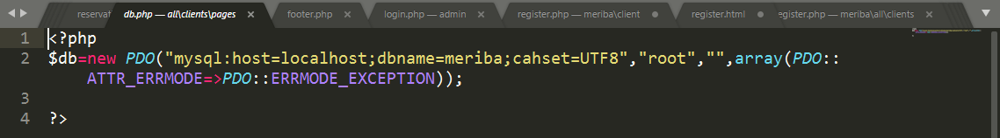 reservat
db.php — all\clients\pages
footer.php
login.php — admin
register.php — meriba\client
register.html
egister.php — meriba\all\clients
1 <?php
2 $db=new PDO("mysql:host=localhost;dbname=meriba;cahset=UTF8","root","",array(PDO::
ATTR_ERRMODE=>PDO::ERRMODE_EXCEPTION));
3
4 ?>